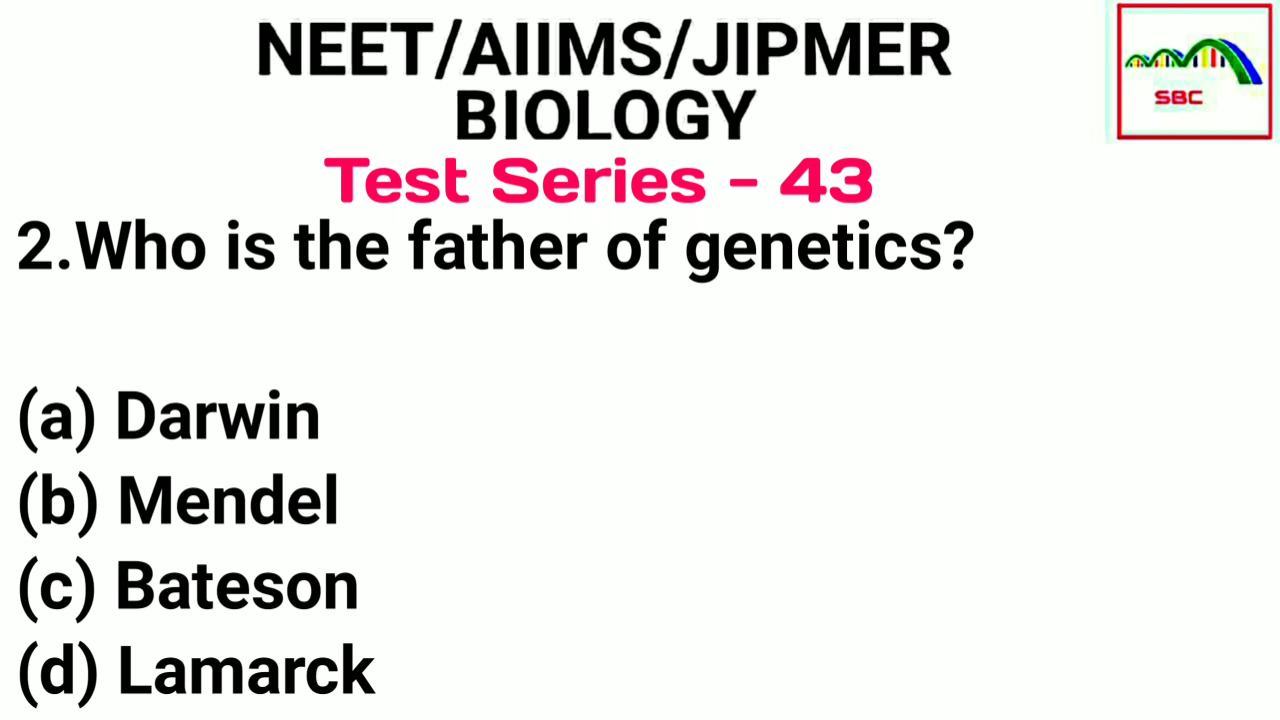 NEET/AIIMS/JIPMER
BIOLOGY
SBC
Test Series - 43
2.Who is the father of genetics?
(a) Darwin
(b) Mendel
(c) Bateson
(d) Lamarck